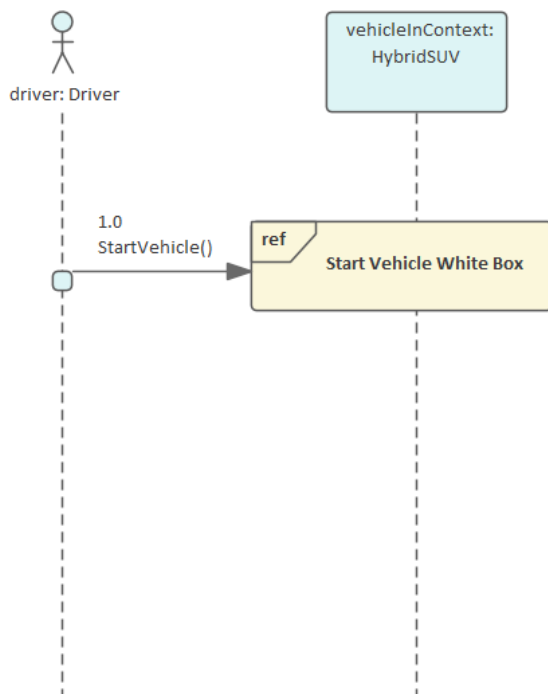 vehicleInContext:
HybridSUV
driver: Driver
1.0
StartVehicle()
ref
Start Vehicle White Box